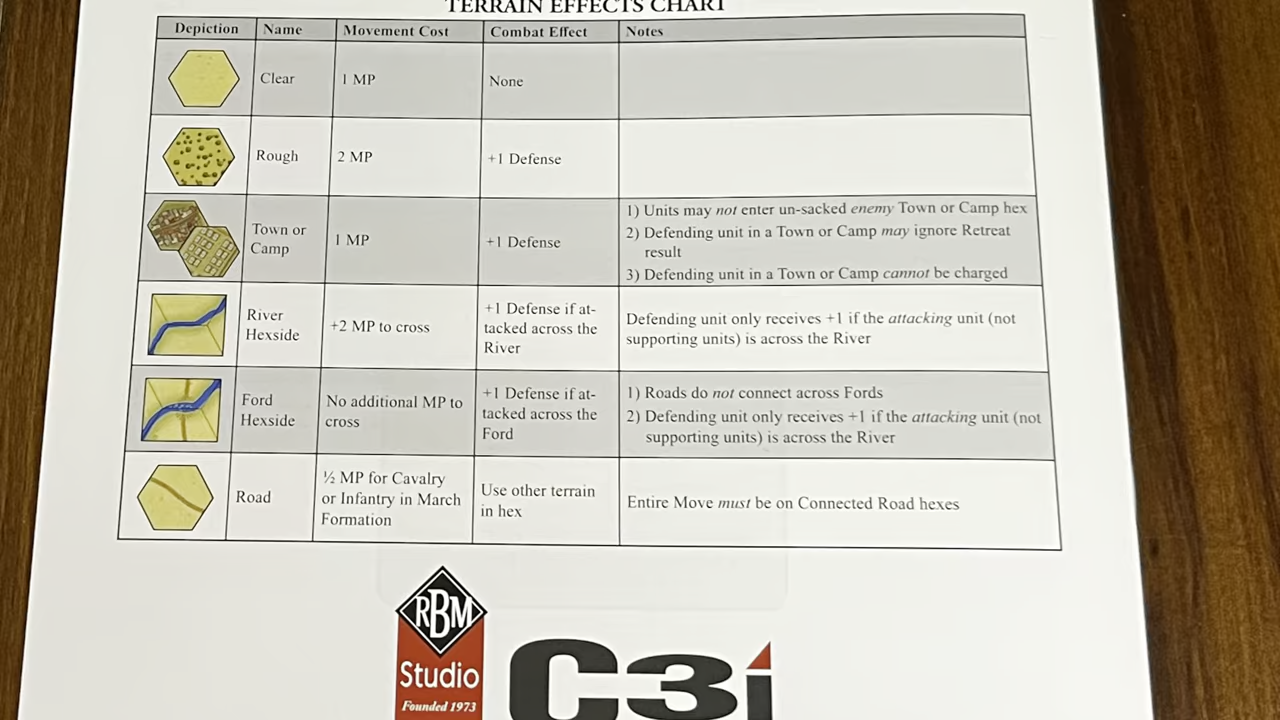 TERRAIN EFFECTS CHART
Depiction Name Movement Cost Combat Effect Notes
Clear 1 MP None
Rough 2 MP +1 Defense
Town or
Camp
1 MP
+1 Defense
1) Units may not enter un-sacked enemy Town or Camp hex
2) Defending unit in a Town or Camp may ignore Retreat
result
3) Defending unit in a Town or Camp cannot be charged
River
Hexside
+2 MP to cross
+1 Defense if at-
tacked across the
River
Defending unit only receives +1 if the attacking unit (not
supporting units) is across the River
Ford
Hexside
No additional MP to
cross
+1 Defense if at-
tacked across the
Ford
1) Roads do not connect across Fords
2) Defending unit only receives +1 if the attacking unit (not
supporting units) is across the River
Road
½ MP for Cavalry
or Infantry in March
Formation
Use other terrain
in hex
Entire Move must be on Connected Road hexes
RBM
Studio
Founded 1973
C3i